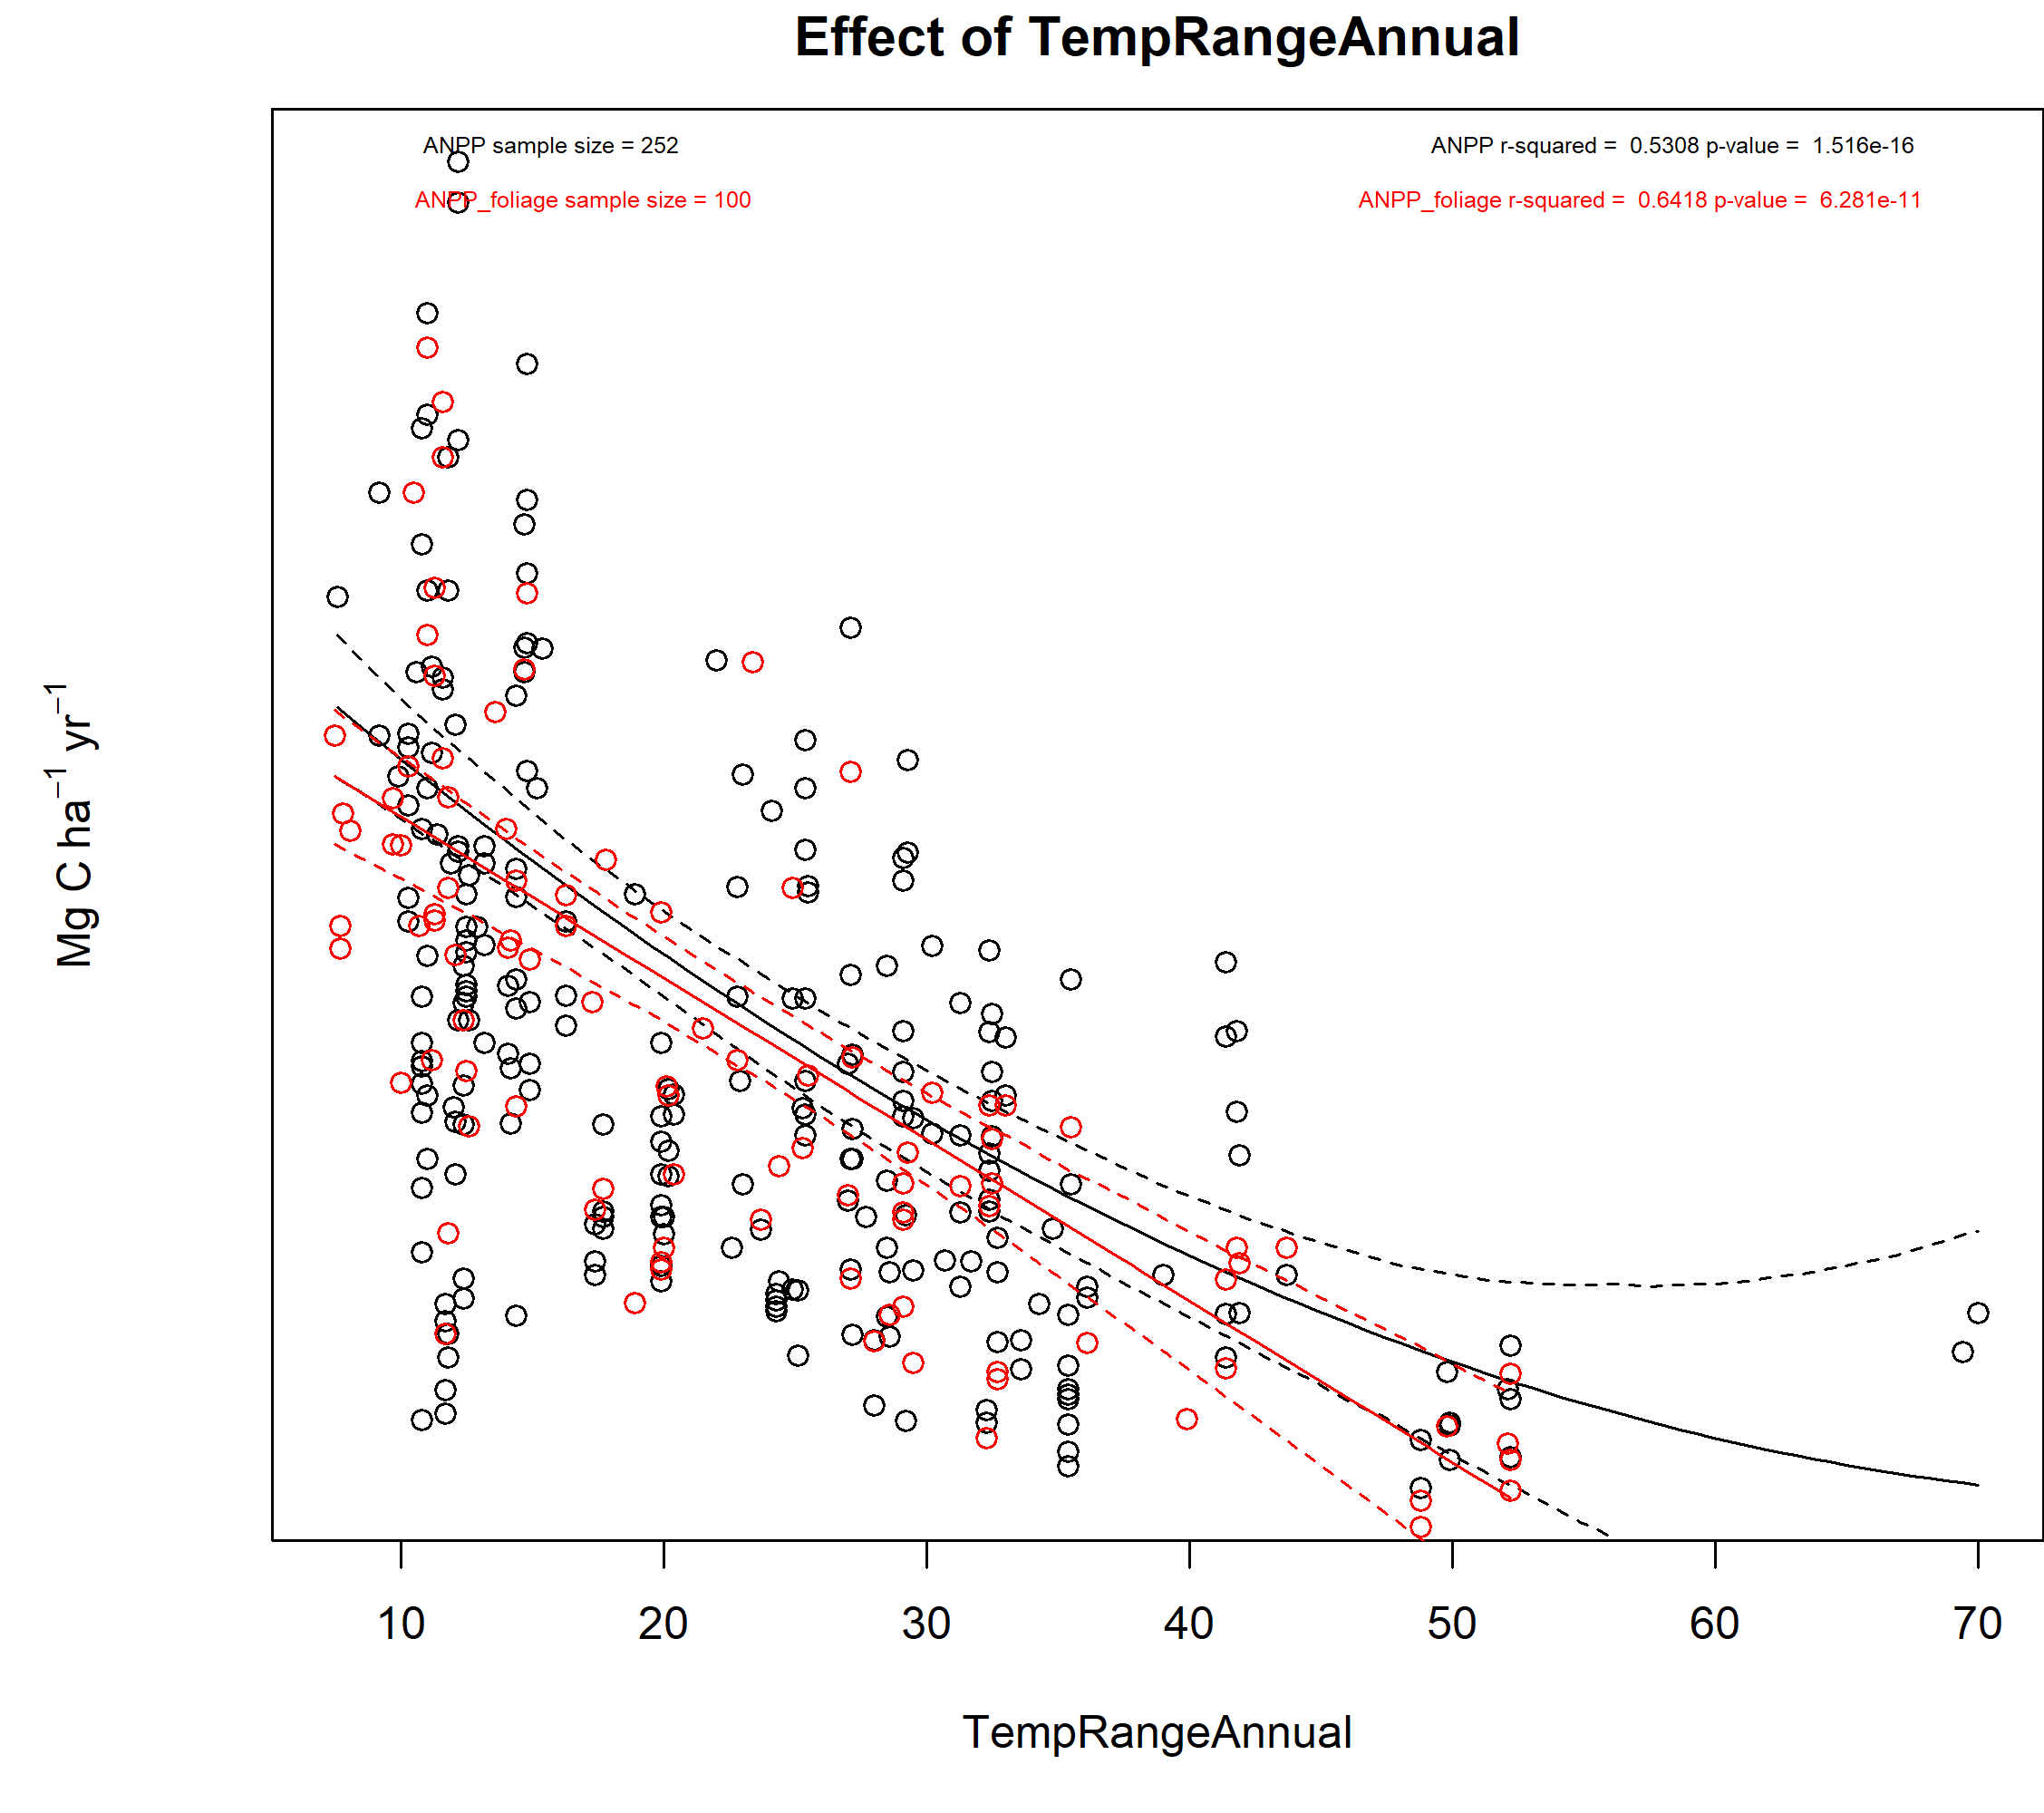 Effect of TempRangeAnnual
ANPP sample size = 252
ANPP r-squared = 0.5308 p-value = 1.516e-16
ANPP_foliage sample size = 100
ANPP_foliage r-squared = 0.6418 p-value = 6.281e-11
Mg C ha⁻¹ yr⁻¹
10 20 30 40 50 60 70
TempRangeAnnual